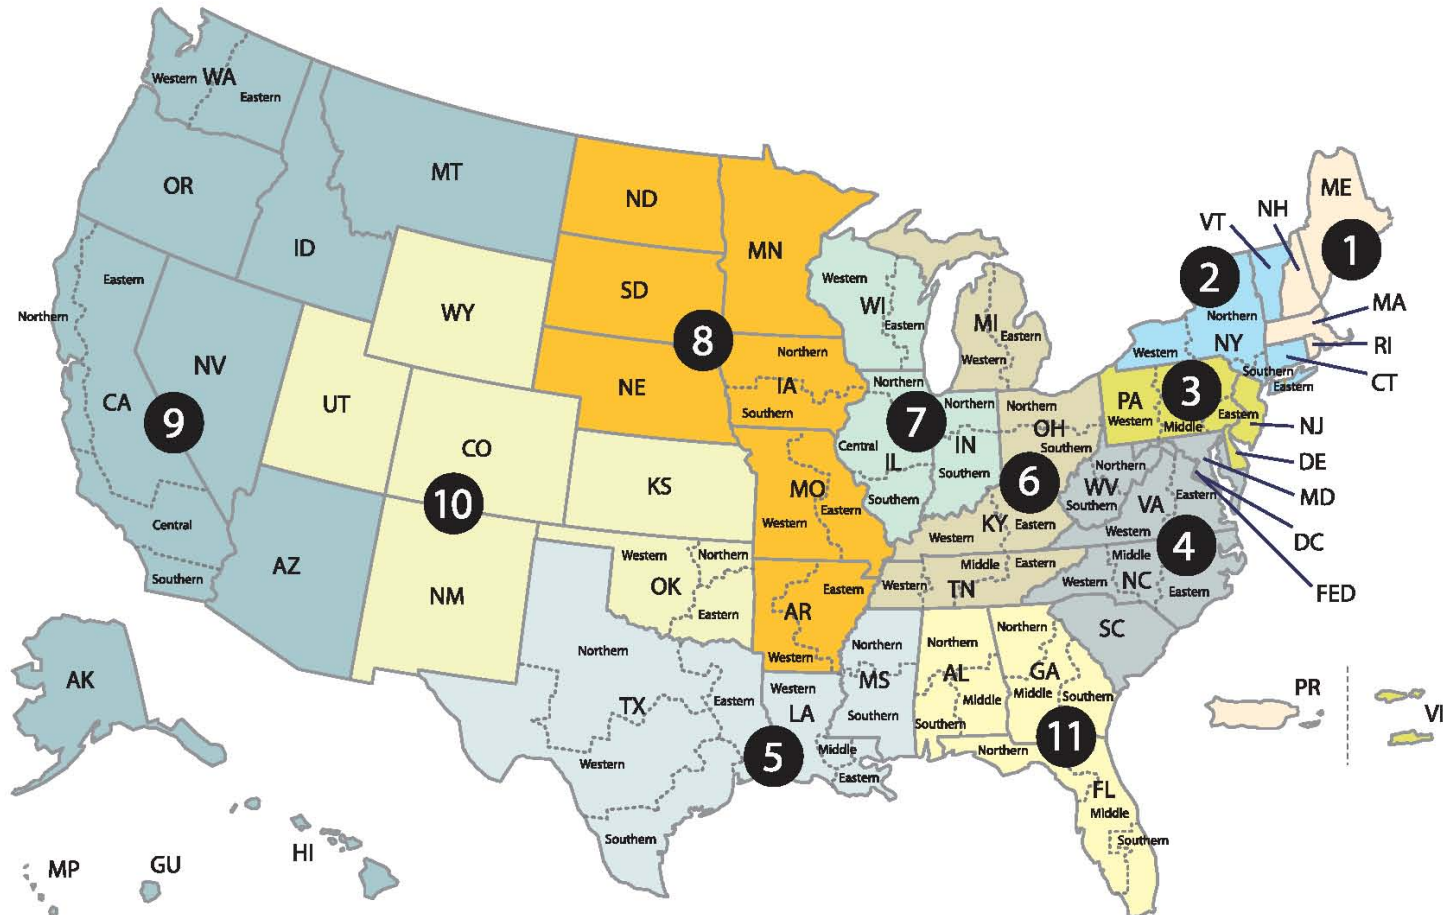 WA
Western
Eastern
OR
ID
MT
ND
MN
SD
WY
NE
8
Northern
IA
Southern
Eastern
Northern
NV
CA
9
Central
Southern
UT
CO
10
KS
AZ
NM
Western
Northern
OK
Eastern
MO
Western
Eastern
AR
Eastern
Western
Western
WI
Eastern
MI
Eastern
Western
Northern
7
Central
IL
Southern
Northern
IN
Southern
Northern
OH
Southern
6
KY
Western
Eastern
Middle
Eastern
Western
TN
ME
NH
VT
1
2
Northern
MA
NY
Western
RI
Southern
CT
Eastern
PA
3
Western
Middle
Eastern
NJ
DE
MD
DC
FED
Northern
WV
Southern
VA
Eastern
Western
4
Middle
Western
NC
Eastern
SC
Northern
TX
Eastern
Western
Southern
Western
LA
5
Middle
Eastern
Northern
MS
Southern
Northern
AL
Middle
Southern
Northern
GA
Middle
Southern
11
Northern
FL
Middle
Southern
PR
VI
AK
HI
MP
GU